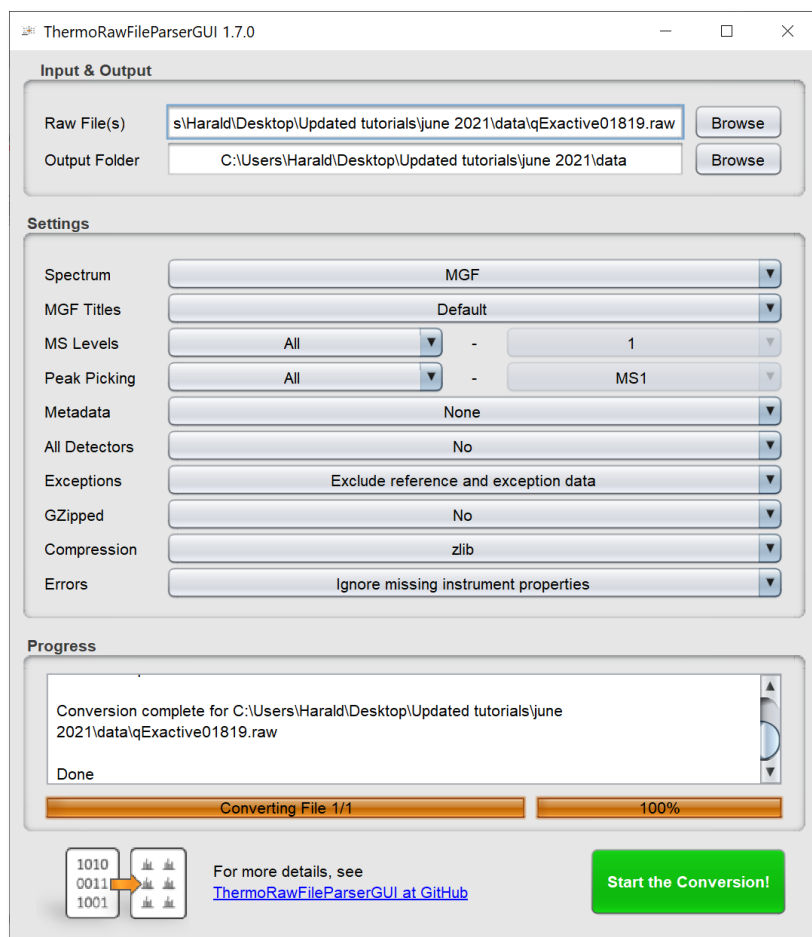 ThermoRawFileParserGUI 1.7.0
Input & Output
Raw File(s) s\Harald\Desktop\Updated tutorials\june 2021\data\qExactive01819.raw Browse
Output Folder C:\Users\Harald\Desktop\Updated tutorials\june 2021\data Browse
Settings
Spectrum MGF
MGF Titles Default
MS Levels All - 1
Peak Picking All - MS1
Metadata None
All Detectors No
Exceptions Exclude reference and exception data
GZipped No
Compression zlib
Errors Ignore missing instrument properties
Progress
Conversion complete for C:\Users\Harald\Desktop\Updated tutorials\june
2021\data\qExactive01819.raw
Done
Converting File 1/1 100%
1010
0011
1001
For more details, see
ThermoRawFileParserGUI at GitHub
Start the Conversion!